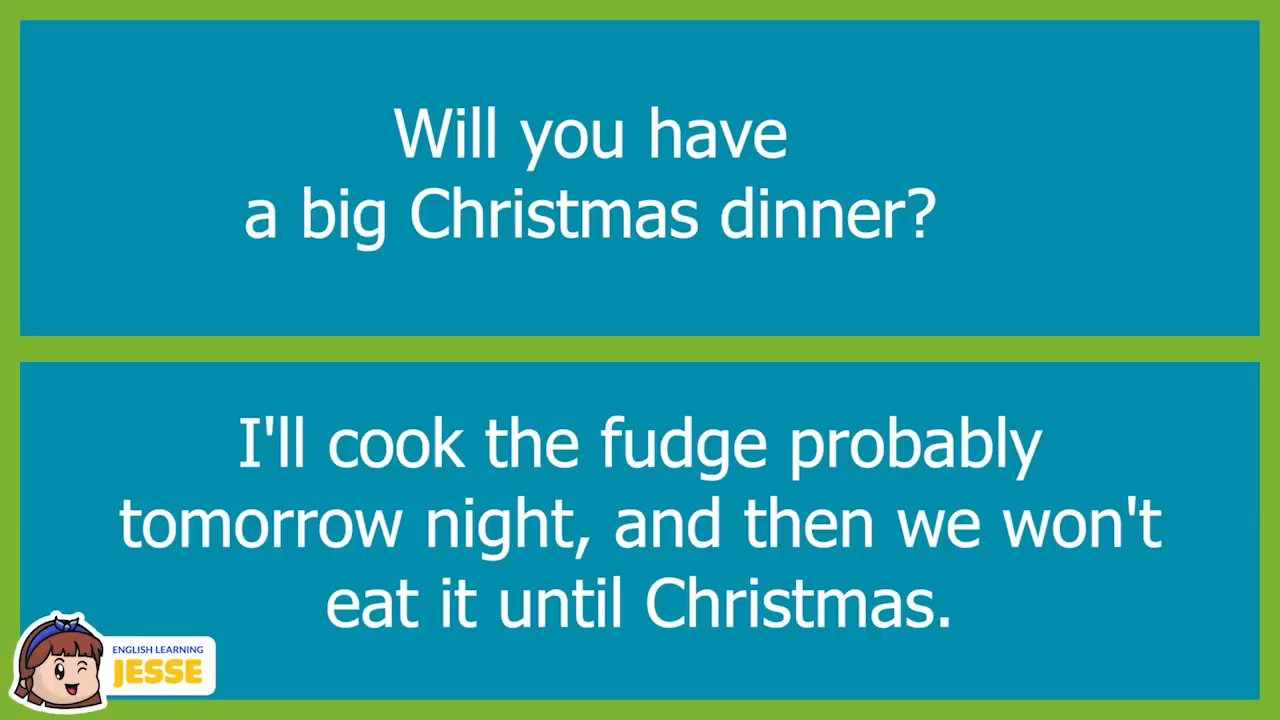 Will you have
a big Christmas dinner?
I'll cook the fudge probably
tomorrow night, and then we won't
eat it until Christmas.
ENGLISH LEARNING
JESSE